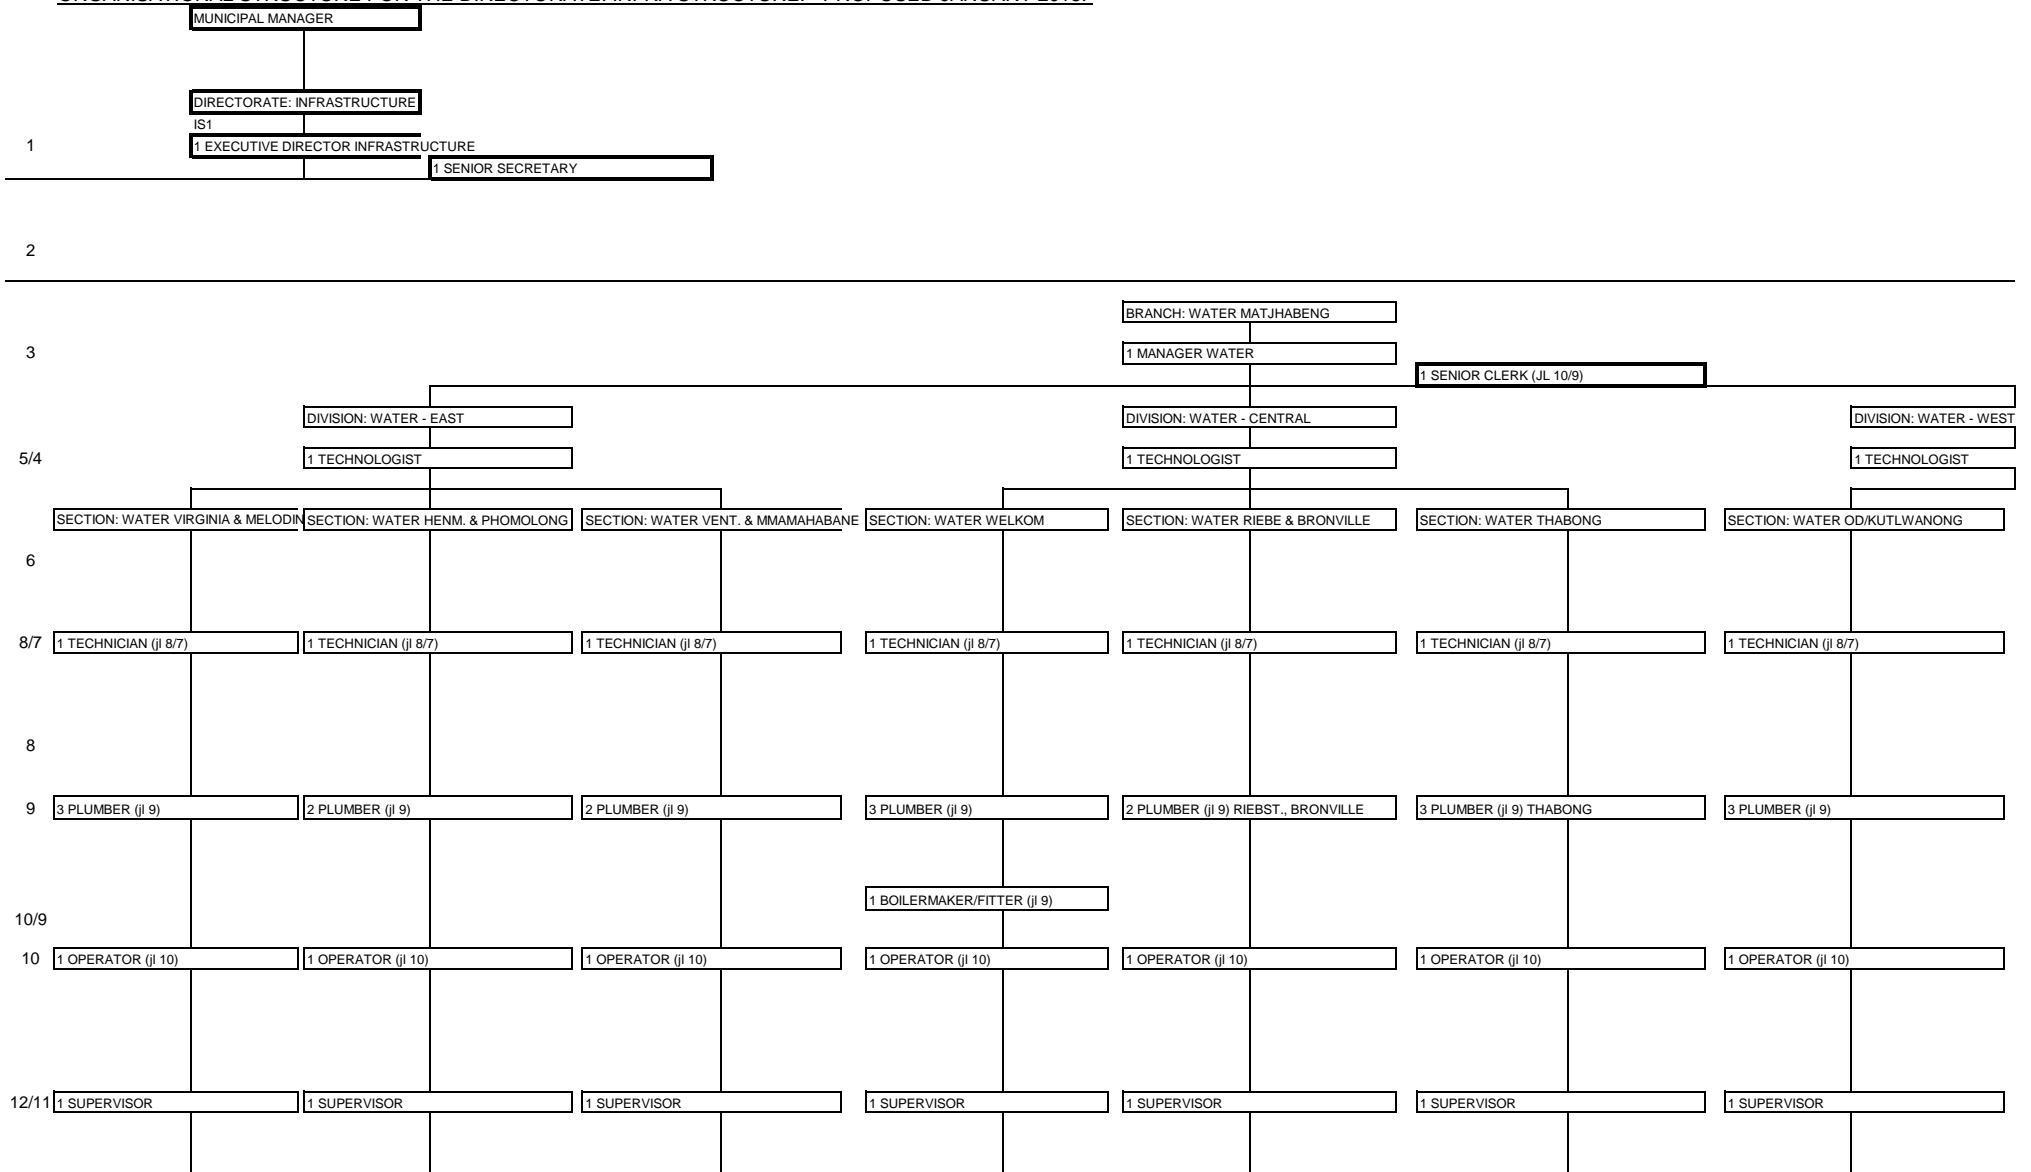 MUNICIPAL MANAGER
DIRECTORATE: INFRASTRUCTURE
IS1
1 1 EXECUTIVE DIRECTOR INFRASTRUCTURE
1 SENIOR SECRETARY
2
BRANCH: WATER MATJHABENG
3 1 MANAGER WATER
1 SENIOR CLERK (JL 10/9)
DIVISION: WATER - EAST DIVISION: WATER - CENTRAL DIVISION: WATER - WEST
5/4 1 TECHNOLOGIST 1 TECHNOLOGIST 1 TECHNOLOGIST
SECTION: WATER VIRGINIA & MELODIN SECTION: WATER HENM. & PHOMOLONG SECTION: WATER VENT. & MMAMAHABANE SECTION: WATER WELKOM SECTION: WATER RIEBE & BRONVILLE SECTION: WATER THABONG SECTION: WATER OD/KUTLWANONG
6
8/7 1 TECHNICIAN (jl 8/7) 1 TECHNICIAN (jl 8/7) 1 TECHNICIAN (jl 8/7) 1 TECHNICIAN (jl 8/7) 1 TECHNICIAN (jl 8/7) 1 TECHNICIAN (jl 8/7) 1 TECHNICIAN (jl 8/7)
8
9 3 PLUMBER (jl 9) 2 PLUMBER (jl 9) 2 PLUMBER (jl 9) 3 PLUMBER (jl 9) 2 PLUMBER (jl 9) RIEBST., BRONVILLE 3 PLUMBER (jl 9) THABONG 3 PLUMBER (jl 9)
1 BOILERMAKER/FITTER (jl 9)
10/9
10 1 OPERATOR (jl 10) 1 OPERATOR (jl 10) 1 OPERATOR (jl 10) 1 OPERATOR (jl 10) 1 OPERATOR (jl 10) 1 OPERATOR (jl 10) 1 OPERATOR (jl 10)
12/11 1 SUPERVISOR 1 SUPERVISOR 1 SUPERVISOR 1 SUPERVISOR 1 SUPERVISOR 1 SUPERVISOR 1 SUPERVISOR